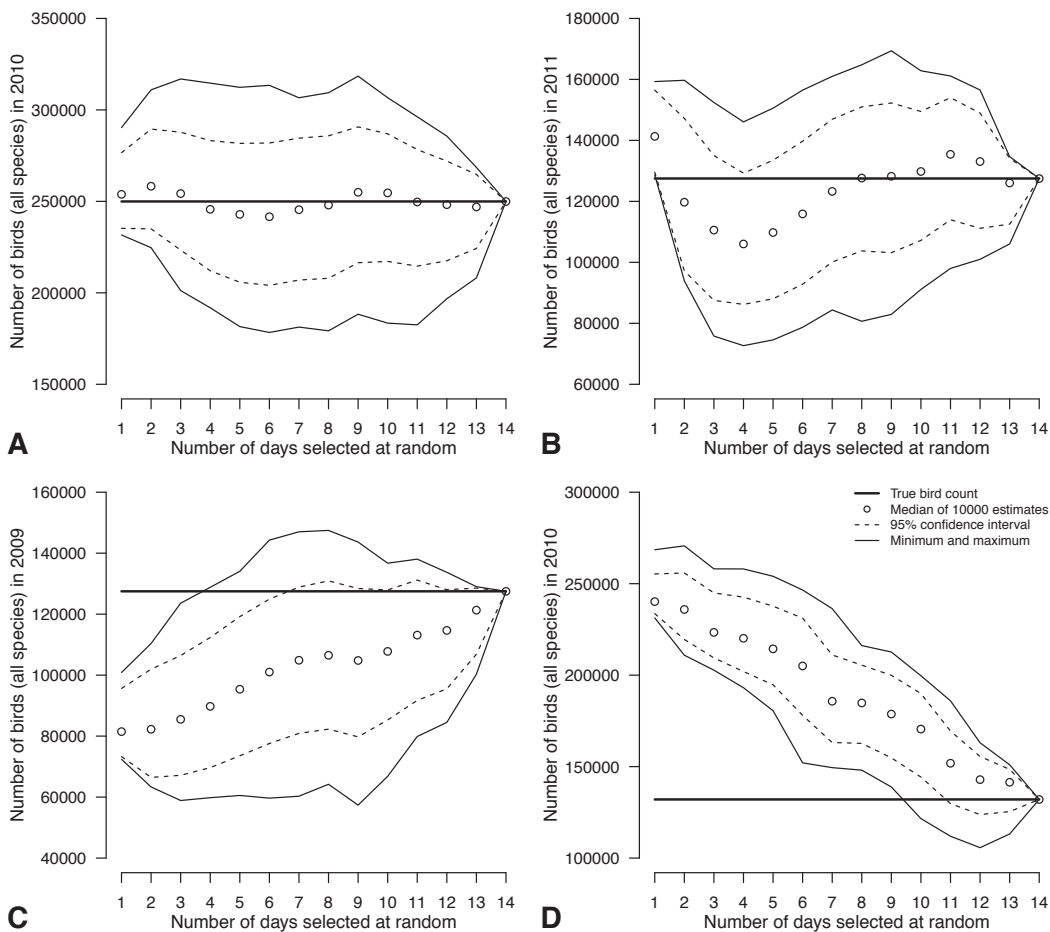 350000
300000
250000
200000
150000
Number of birds (all species) in 2010
1 2 3 4 5 6 7 8 9 10 11 12 13 14
Number of days selected at random
A
180000
160000
140000
120000
100000
80000
60000
Number of birds (all species) in 2011
1 2 3 4 5 6 7 8 9 10 11 12 13 14
Number of days selected at random
B
160000
140000
120000
100000
80000
60000
40000
Number of birds (all species) in 2009
1 2 3 4 5 6 7 8 9 10 11 12 13 14
Number of days selected at random
C
300000
250000
200000
150000
100000
Number of birds (all species) in 2010
True bird count
Median of 10000 estimates
95% confidence interval
Minimum and maximum
1 2 3 4 5 6 7 8 9 10 11 12 13 14
Number of days selected at random
D